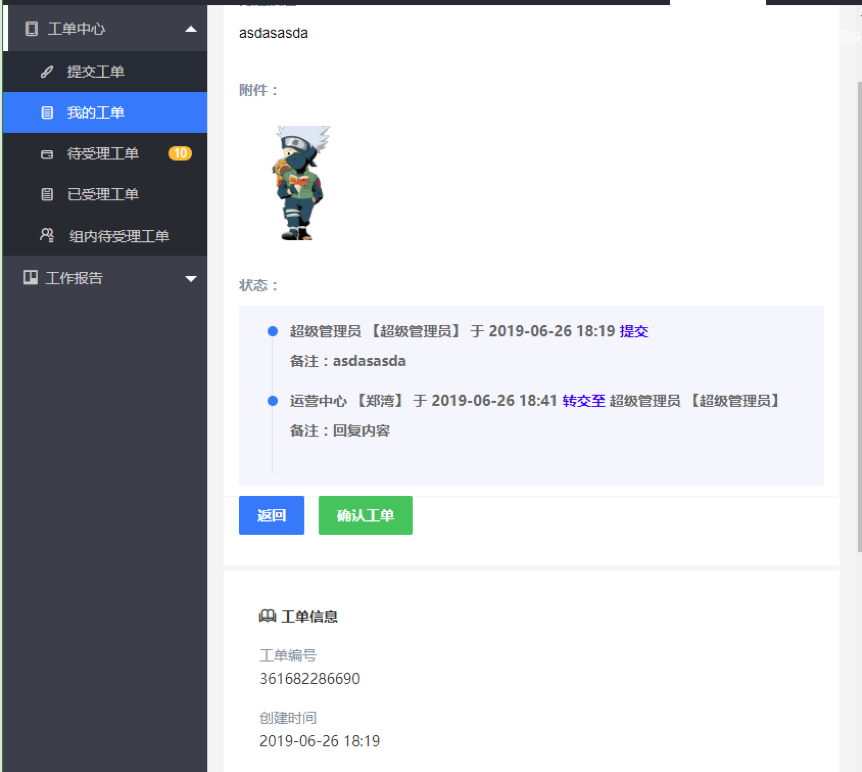 工单中心
提交工单
我的工单
待受理工单 10
已受理工单
组内待受理工单
工作报告
asdasasda
附件：
状态：
超级管理员 【超级管理员】 于 2019-06-26 18:19 提交
备注：asdasasda
运营中心 【郑湾】 于 2019-06-26 18:41 转交至 超级管理员 【超级管理员】
备注：回复内容
返回 确认工单
工单信息
工单编号
361682286690
创建时间
2019-06-26 18:19